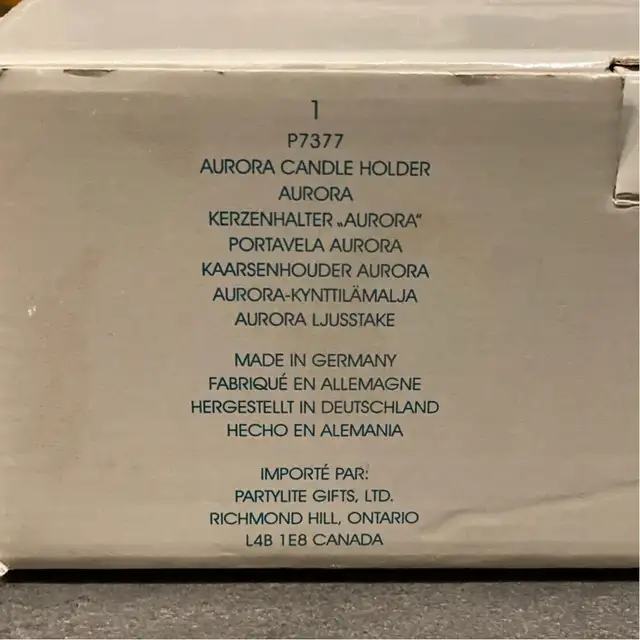 1
P7377
AURORA CANDLE HOLDER
AURORA
KERZENHALTER „AURORA“
PORTAVELA AURORA
KAARSENHOUDER AURORA
AURORA-KYNTTILÄMALJA
AURORA LJUSSTAKE
MADE IN GERMANY
FABRIQUÉ EN ALLEMAGNE
HERGESTELLT IN DEUTSCHLAND
HECHO EN ALEMANIA
IMPORTÉ PAR:
PARTYLITE GIFTS, LTD.
RICHMOND HILL, ONTARIO
L4B 1E8 CANADA